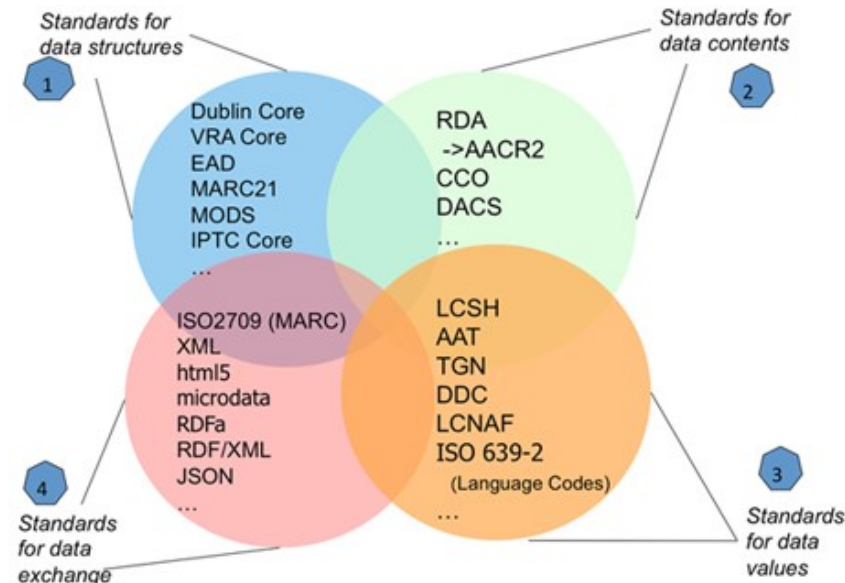 Standards for
data structures
1
Dublin Core
VRA Core
EAD
MARC21
MODS
IPTC Core
...
Standards for
data contents
2
RDA
->AACR2
CCO
DACS
...
ISO2709 (MARC)
XML
html5
microdata
RDFa
RDF/XML
JSON
...
4
Standards
for data
exchange
LCSH
AAT
TGN
DDC
LCNAF
ISO 639-2
(Language Codes)
...
3
Standards
for data
values